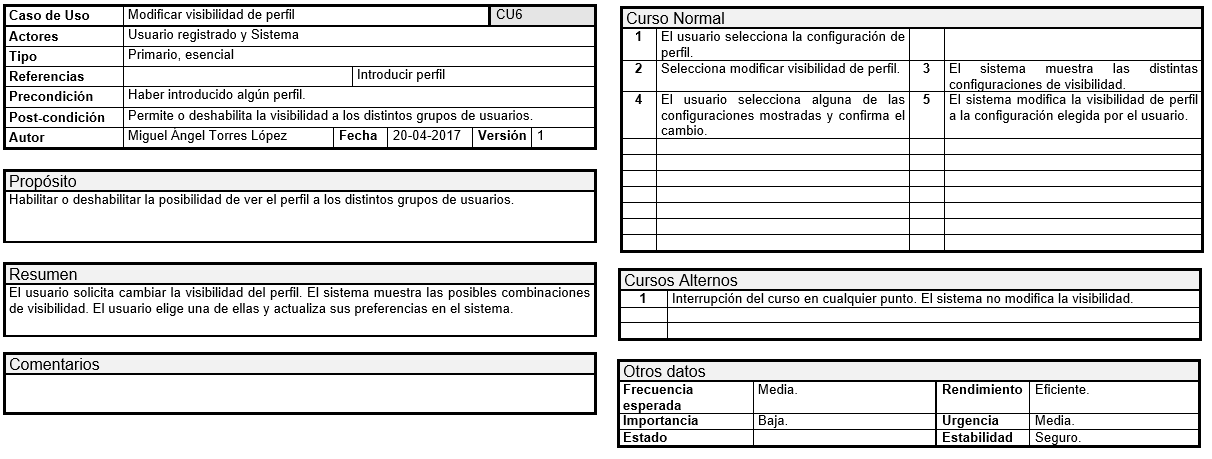 Caso de Uso Modificar visibilidad de perfil CU6
Actores Usuario registrado y Sistema
Tipo Primario, esencial
Referencias Introducir perfil
Precondición Haber introducido algún perfil.
Post-condición Permite o deshabilita la visibilidad a los distintos grupos de usuarios.
Autor Miguel Ángel Torres López Fecha 20-04-2017 Versión 1
Propósito
Habilitar o deshabilitar la posibilidad de ver el perfil a los distintos grupos de usuarios.
Resumen
El usuario solicita cambiar la visibilidad del perfil. El sistema muestra las posibles combinaciones
de visibilidad. El usuario elige una de ellas y actualiza sus preferencias en el sistema.
Comentarios
Curso Normal
1 El usuario selecciona la configuración de
perfil.
2 Selecciona modificar visibilidad de perfil.
3 El sistema muestra las distintas
configuraciones de visibilidad.
4 El usuario selecciona alguna de las
configuraciones mostradas y confirma el
cambio.
5 El sistema modifica la visibilidad de perfil
a la configuración elegida por el usuario.
Cursos Alternos
1 Interrupción del curso en cualquier punto. El sistema no modifica la visibilidad.
Otros datos
Frecuencia
esperada
Media.
Rendimiento Eficiente.
Importancia Baja.
Urgencia Media.
Estado
Estabilidad Seguro.